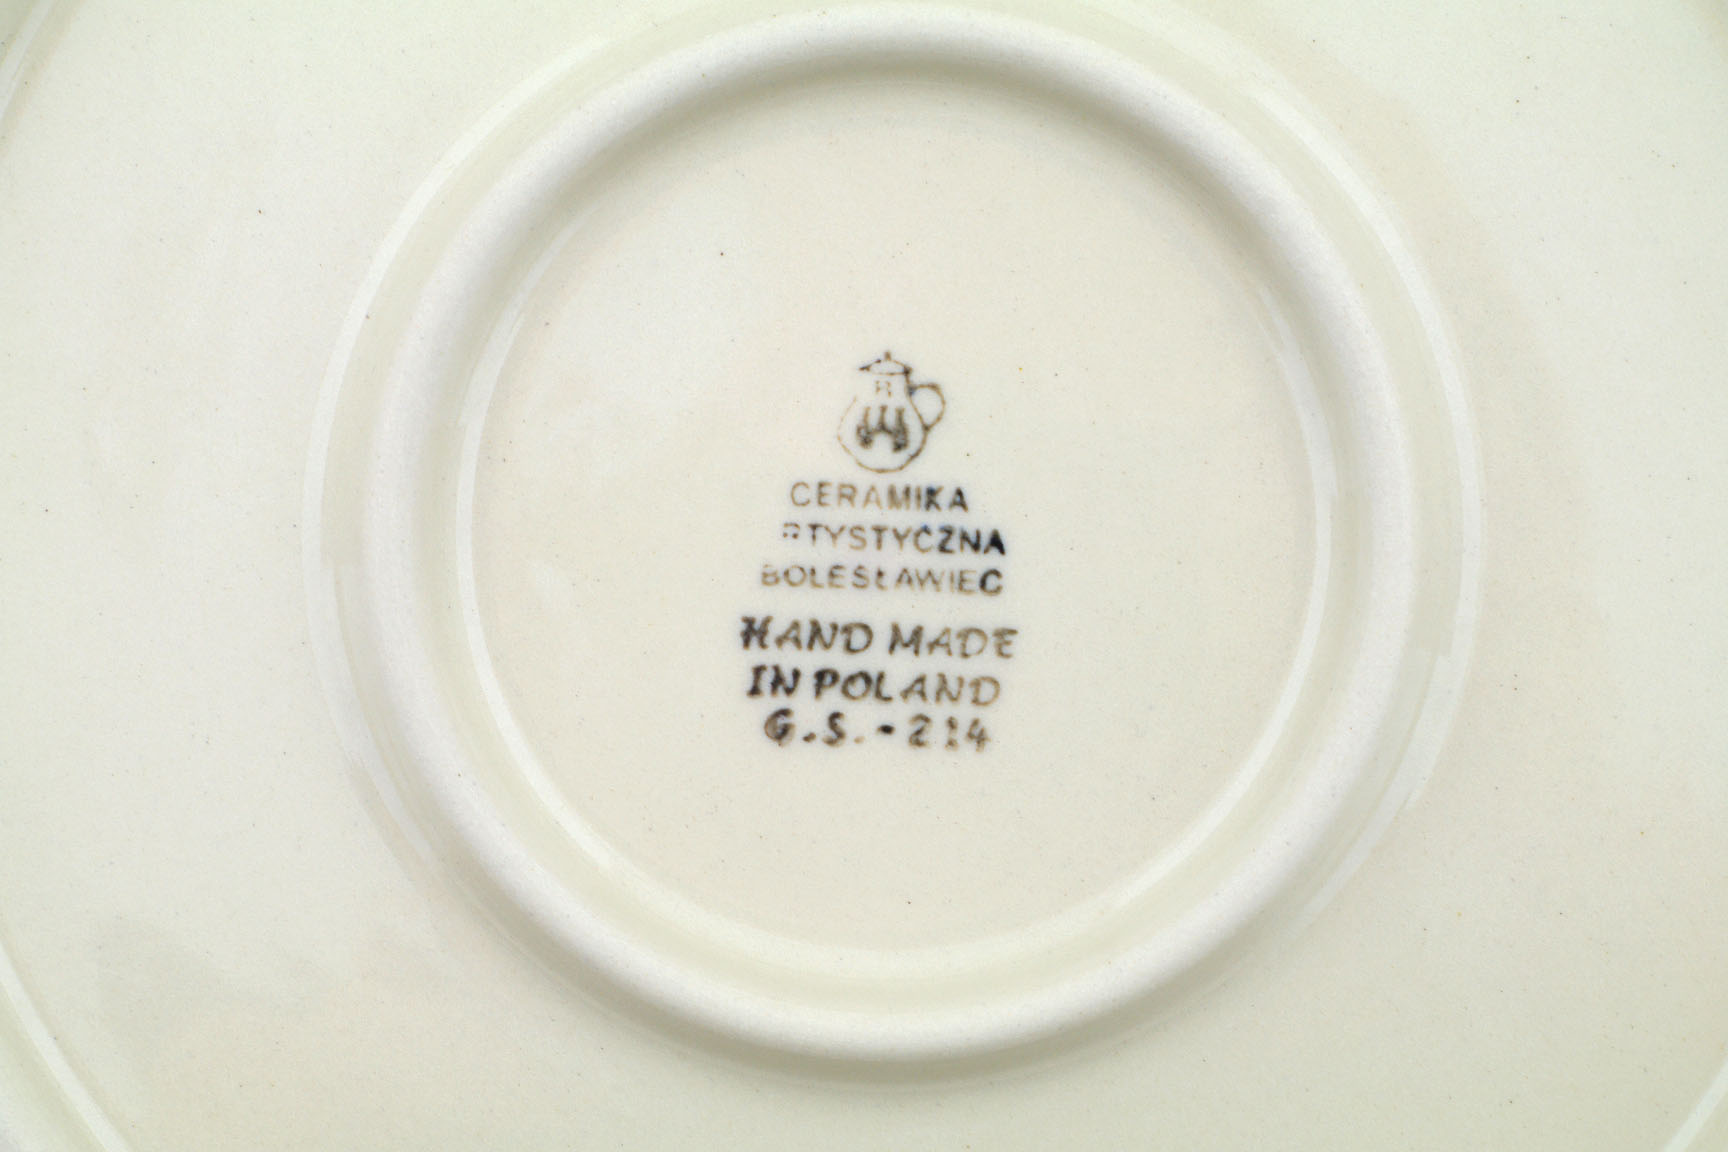 B
CERAMIKA
RTYSTYCZNA
BOLESŁAWIEC
HAND MADE
IN POLAND
G.S.-214